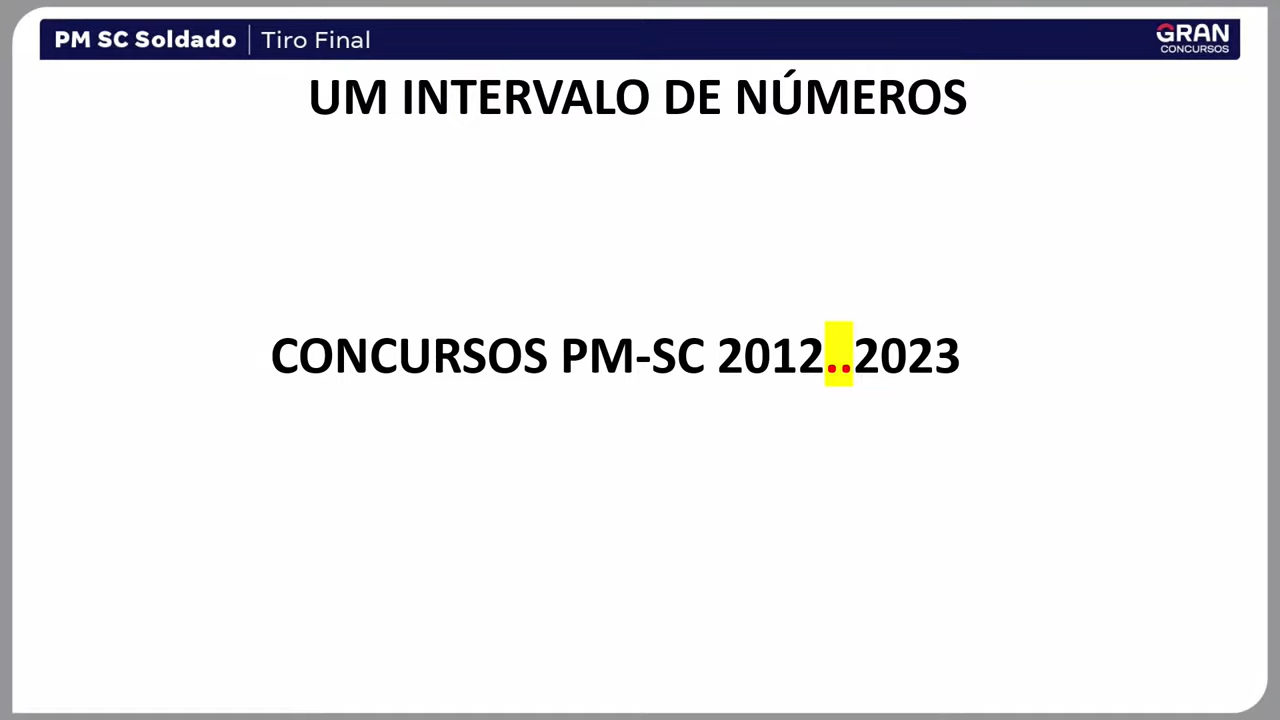 PM SC Soldado | Tiro Final
GRAN
CONCURSOS
UM INTERVALO DE NÚMEROS
CONCURSOS PM-SC 2012..2023